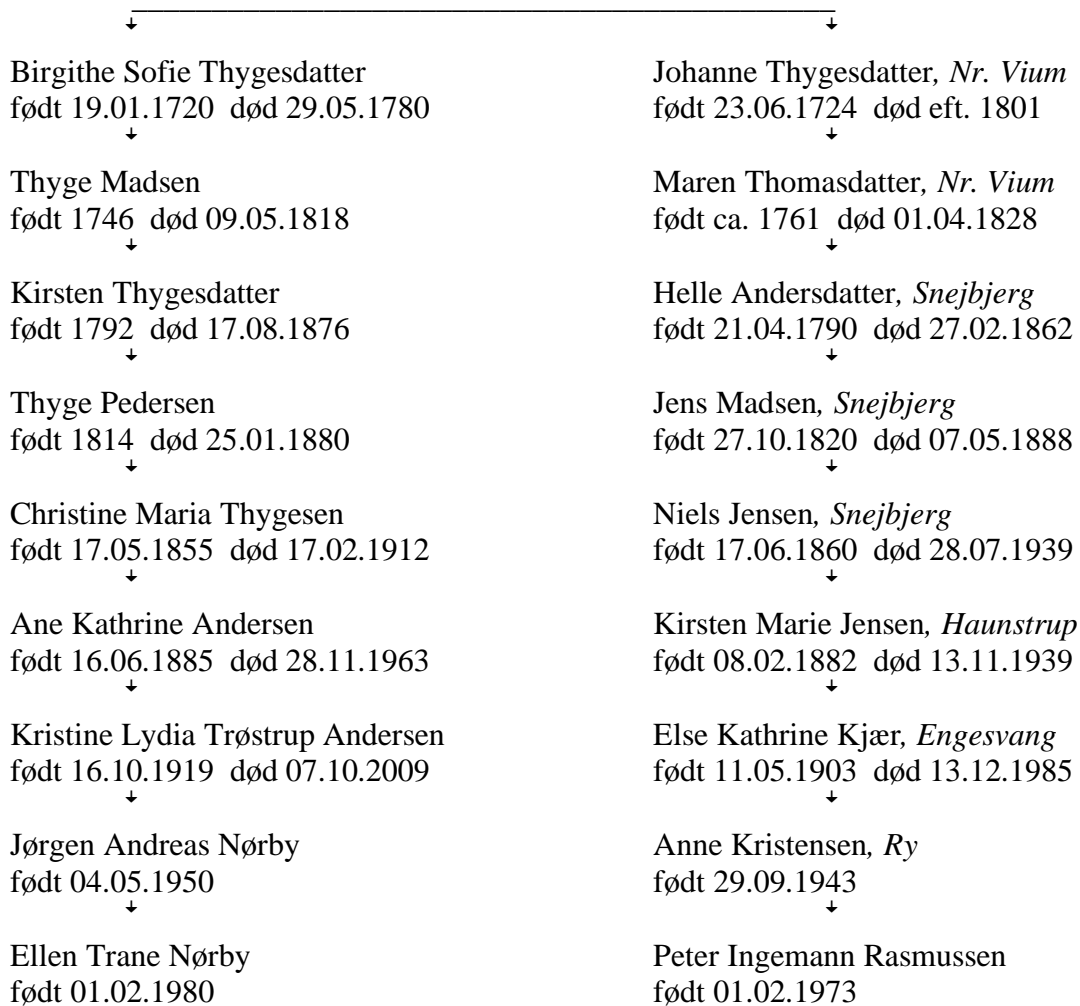 Birgithe Sofie Thygesdatter
født 19.01.1720 død 29.05.1780
Thyge Madsen
født 1746 død 09.05.1818
Kirsten Thygesdatter
født 1792 død 17.08.1876
Thyge Pedersen
født 1814 død 25.01.1880
Christine Maria Thygesen
født 17.05.1855 død 17.02.1912
Ane Kathrine Andersen
født 16.06.1885 død 28.11.1963
Kristine Lydia Trøstrup Andersen
født 16.10.1919 død 07.10.2009
Jørgen Andreas Nørby
født 04.05.1950
Ellen Trane Nørby
født 01.02.1980
Johanne Thygesdatter, Nr. Vium
født 23.06.1724 død eft. 1801
Maren Thomasdatter, Nr. Vium
født ca. 1761 død 01.04.1828
Helle Andersdatter, Snejbjerg
født 21.04.1790 død 27.02.1862
Jens Madsen, Snejbjerg
født 27.10.1820 død 07.05.1888
Niels Jensen, Snejbjerg
født 17.06.1860 død 28.07.1939
Kirsten Marie Jensen, Haunstrup
født 08.02.1882 død 13.11.1939
Else Kathrine Kjær, Engesvang
født 11.05.1903 død 13.12.1985
Anne Kristensen, Ry
født 29.09.1943
Peter Ingemann Rasmussen
født 01.02.1973